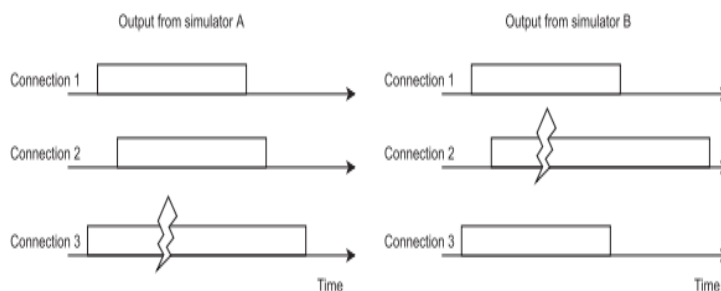 Output from simulator A
Connection 1
Connection 2
Connection 3
Time
Output from simulator B
Connection 1
Connection 2
Connection 3
Time